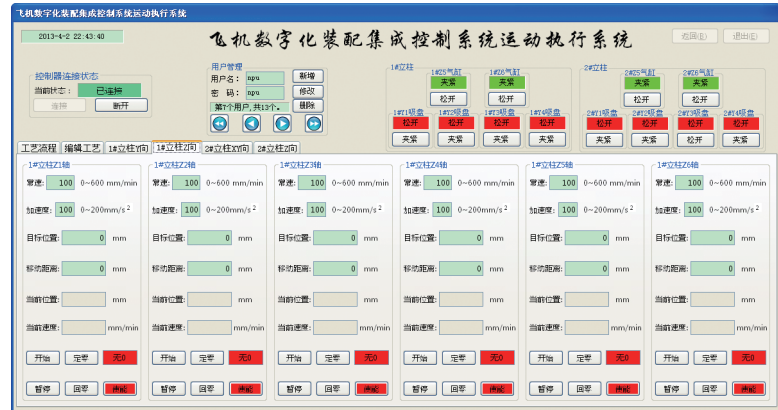 飞机数字化装配集成控制系统运动执行系统
2013-4-2 22:43:40
飞机数字化装配集成控制系统运动执行系统
返回(R) 退出(E)
控制器连接状态
当前状态： 已连接
连接 断开
用户管理
用户名： npu 新增
密 码： npu 修改
第7个用户,共13个。 删除
1#立柱
1#Z5气缸 1#Z6气缸
夹紧 夹紧
松开 松开
1#Y1吸盘 1#Y2吸盘 1#Y3吸盘 1#Y4吸盘
松开 松开 松开 松开
夹紧 夹紧 夹紧 夹紧
2#立柱
2#Z5气缸 2#Z6气缸
夹紧 夹紧
松开 松开
2#Y1吸盘 2#Y2吸盘 2#Y3吸盘 2#Y4吸盘
松开 松开 松开 松开
夹紧 夹紧 夹紧 夹紧
工艺流程 编辑工艺 1#立柱Y向 1#立柱Z向 2#立柱XY向 2#立柱Z向
1#立柱Z1轴 1#立柱Z2轴 1#立柱Z3轴 1#立柱Z4轴 1#立柱Z5轴 1#立柱Z6轴
常速: 100 0~600 mm/min 常速: 100 0~600 mm/min 常速: 100 0~600 mm/min 常速: 100 0~600 mm/min 常速: 100 0~600 mm/min 常速: 100 0~600 mm/min
加速度: 100 0~200mm/s² 加速度: 100 0~200mm/s² 加速度: 100 0~200mm/s² 加速度: 100 0~200mm/s² 加速度: 100 0~200mm/s² 加速度: 100 0~200mm/s²
目标位置: 0 mm 目标位置: 0 mm 目标位置: 0 mm 目标位置: 0 mm 目标位置: 0 mm 目标位置: 0 mm
移动距离: 0 mm 移动距离: 0 mm 移动距离: 0 mm 移动距离: 0 mm 移动距离: 0 mm 移动距离: 0 mm
当前位置: mm 当前位置: mm 当前位置: mm 当前位置: mm 当前位置: mm 当前位置: mm
当前速度: mm/min 当前速度: mm/min 当前速度: mm/min 当前速度: mm/min 当前速度: mm/min 当前速度: mm/min
开始 定零 无0 开始 定零 无0 开始 定零 无0 开始 定零 无0 开始 定零 无0 开始 定零 无0
暂停 回零 暂停 回零 暂停 回零 暂停 回零 暂停 回零 暂停 回零